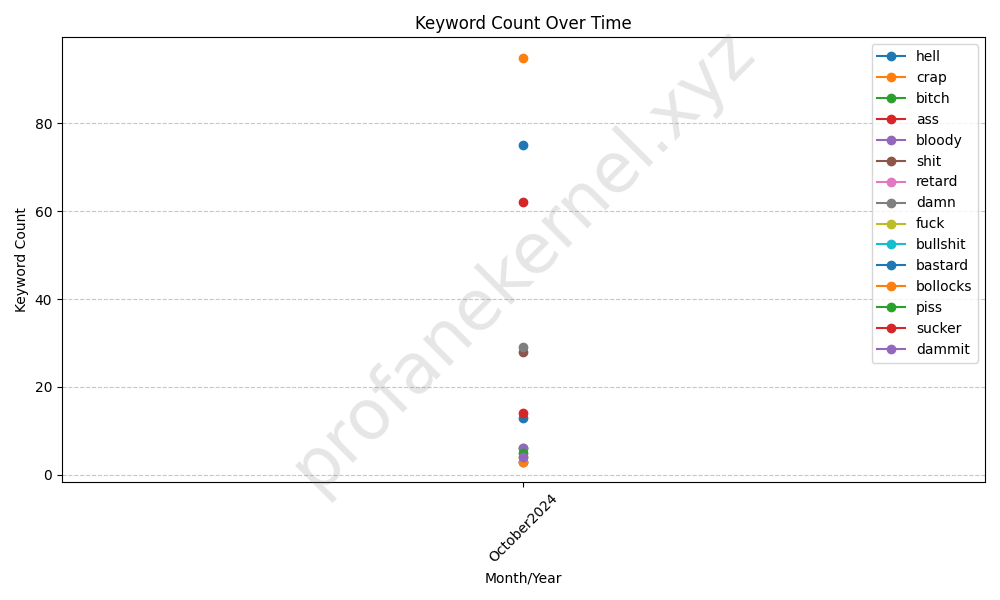 Keyword Count Over Time
hell
crap
bitch
ass
bloody
shit
retard
damn
fuck
bullshit
bastard
bollocks
piss
sucker
dammit
profanekernel.xyz
Keyword Count
80
60
40
20
0
October2024
Month/Year